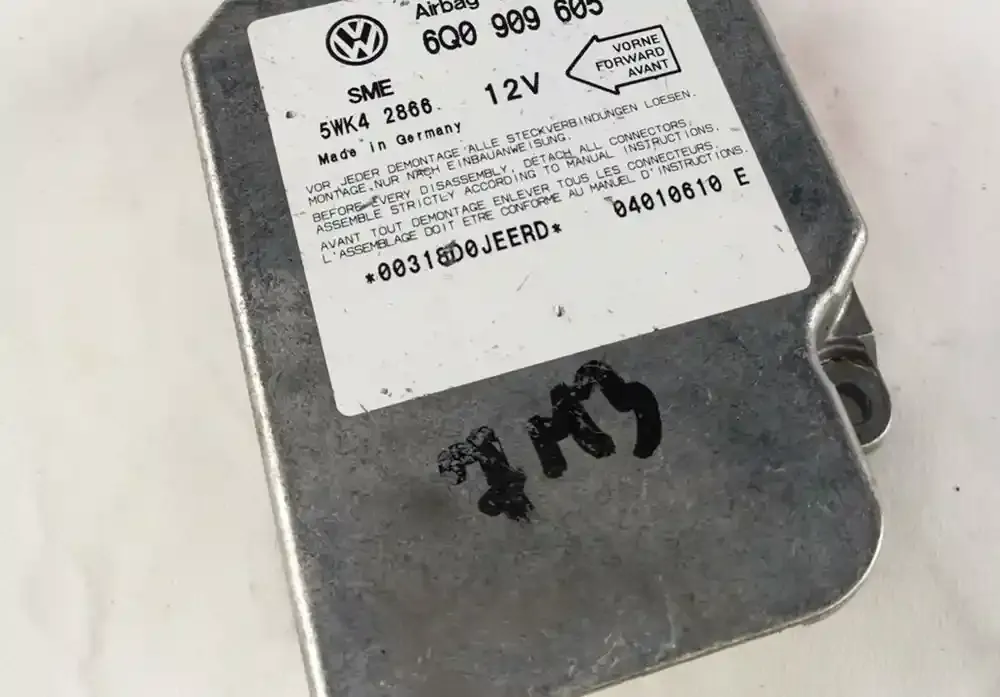 Airbag
6Q0 909 605
VORNE
FORWARD
AVANT
SME
12V
5WK4 2866
Made in Germany
VOR JEDER DEMONTAGE ALLE STECKVERBINDUNGEN LOESEN.
MONTAGE NUR NACH EINBAUANWEISUNG.
BEFORE EVERY DISASSEMBLY, DETACH ALL CONNECTORS,
ASSEMBLE STRICTLY ACCORDING TO MANUAL INSTRUCTIONS.
AVANT TOUT DEMONTAGE ENLEVER TOUS LES CONNECTEURS,
L'ASSEMBLAGE DOIT ETRE CONFORME AU MANUEL D'INSTRUCTIONS.
*00318D0JEERD*
04010610 E